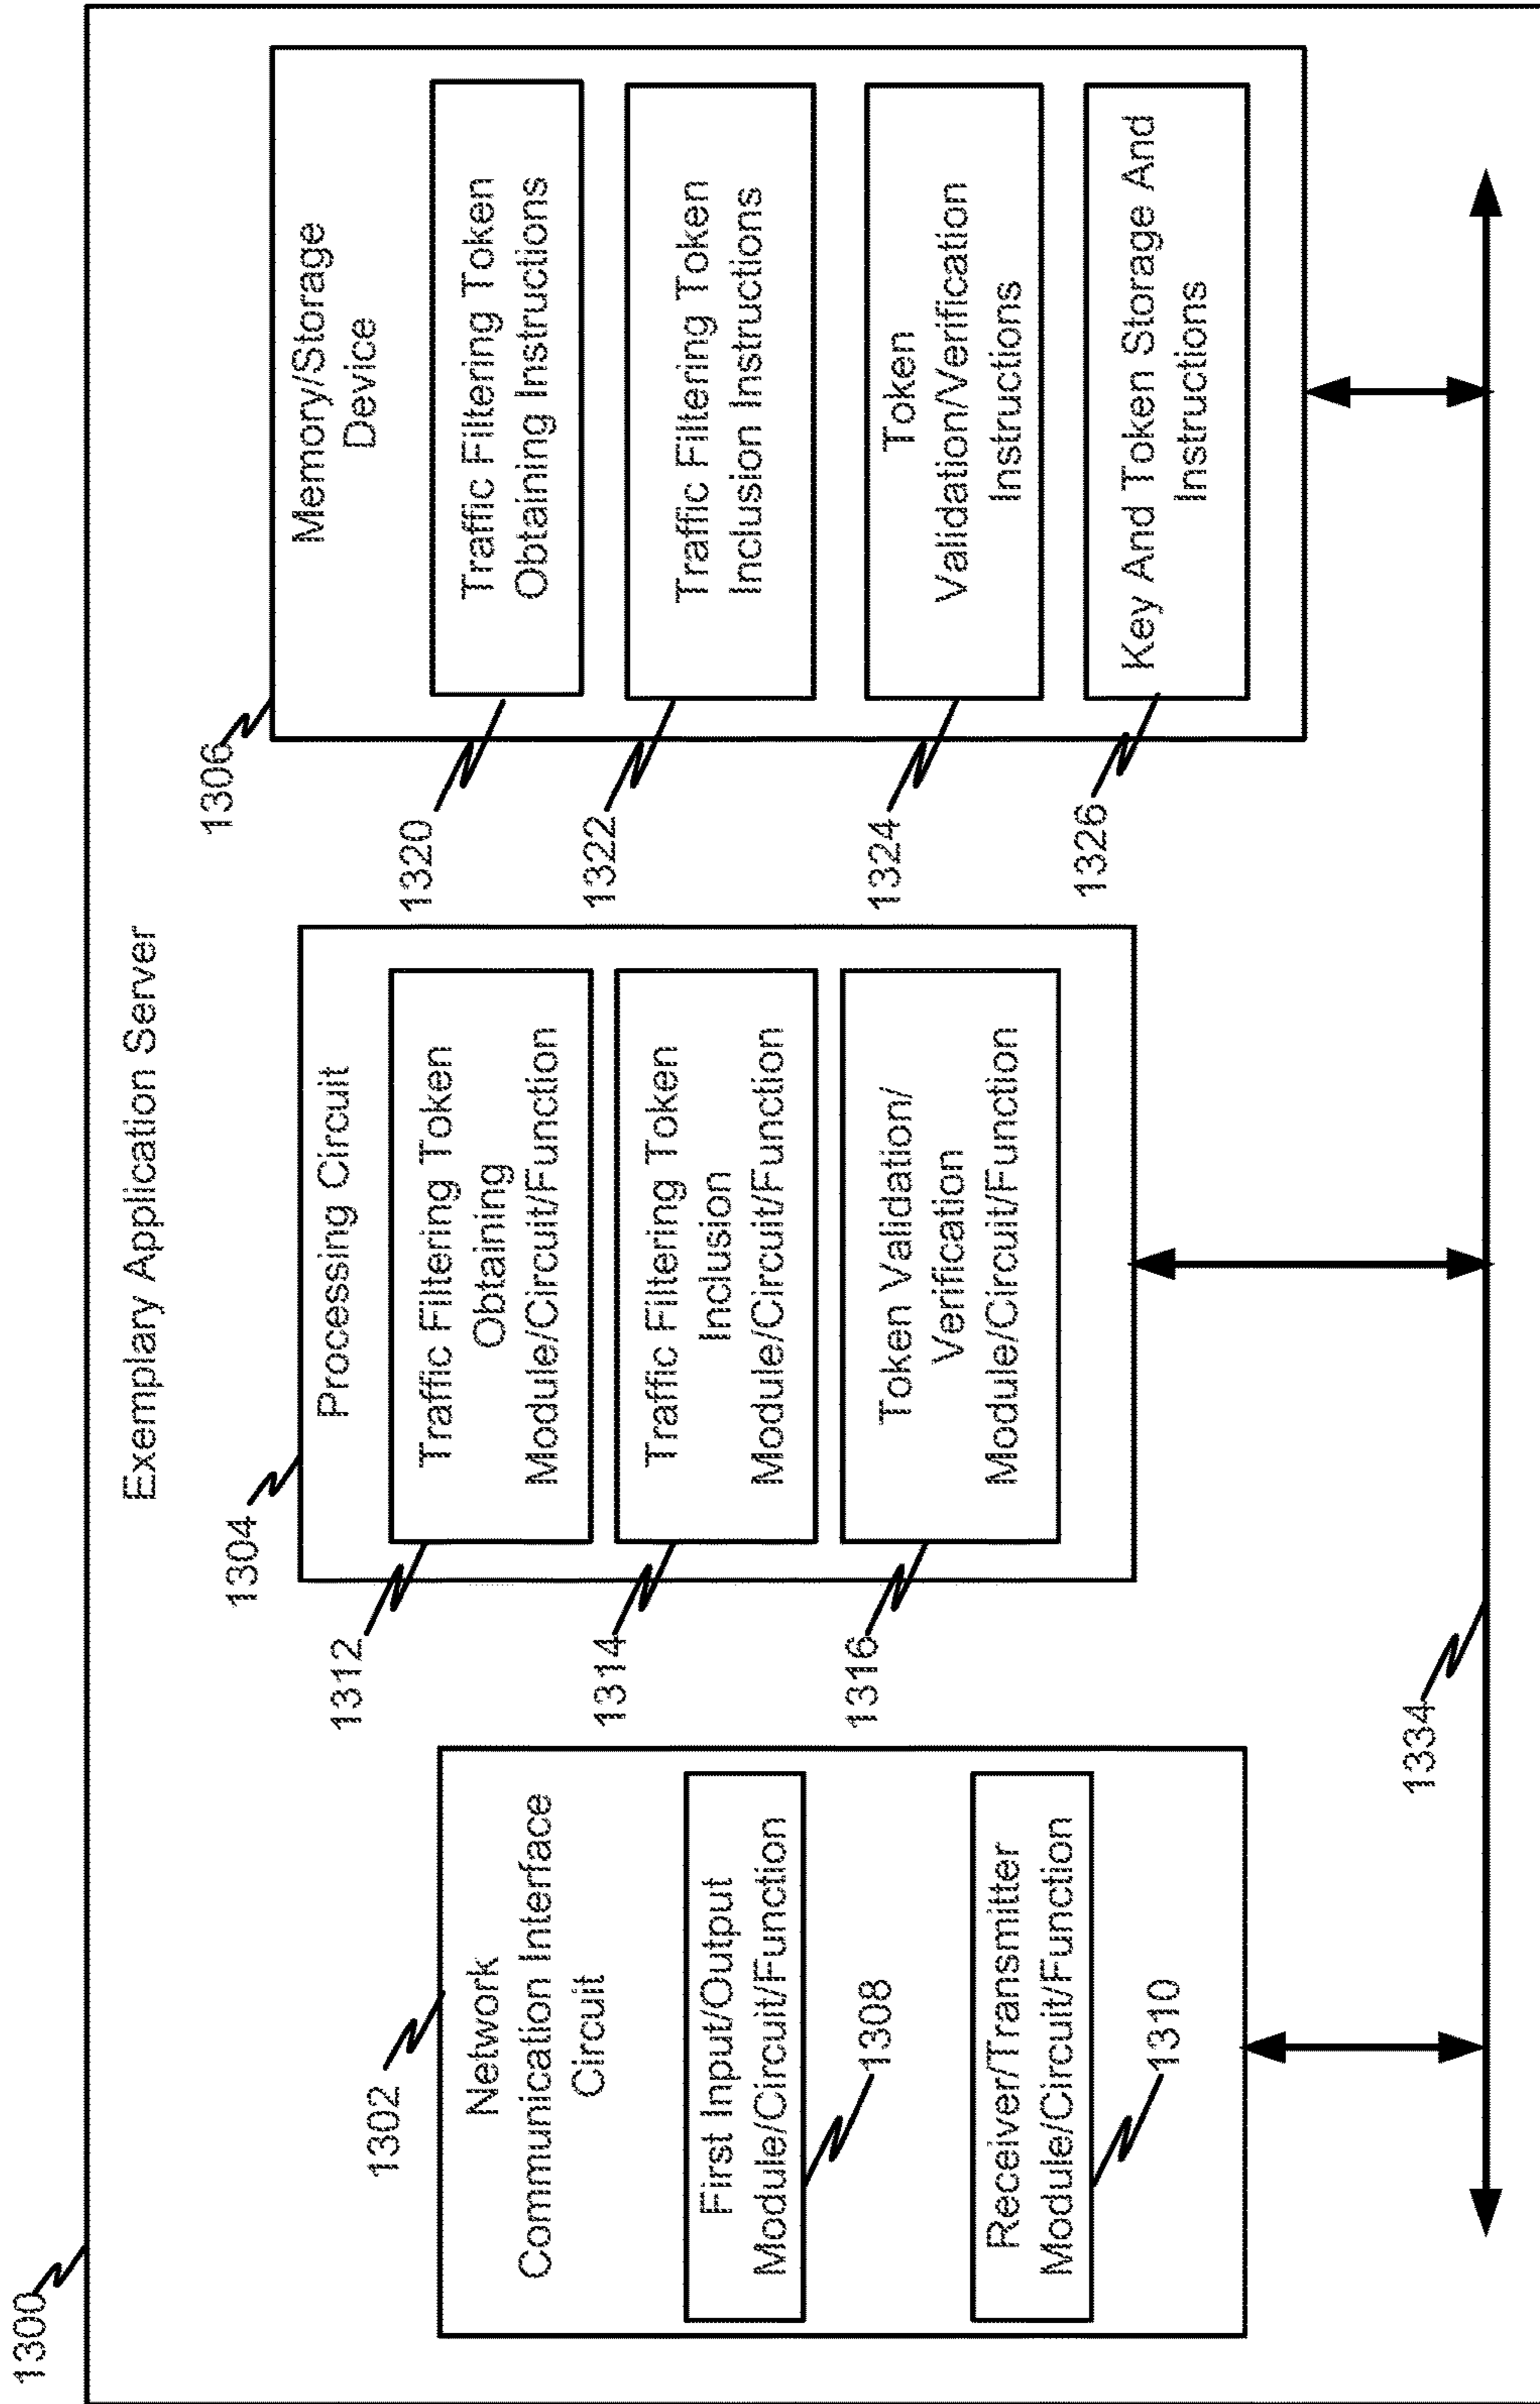 1300
Exemplary Application Server
1302
Network
Communication Interface
Circuit
First Input/Output
Module/Circuit/Function
1308
Receiver/Transmitter
Module/Circuit/Function
1310
1304
Processing Circuit
1312
Traffic Filtering Token
Obtaining
Module/Circuit/Function
1314
Traffic Filtering Token
Inclusion
Module/Circuit/Function
1316
Token Validation/
Verification
Module/Circuit/Function
1306
Memory/Storage
Device
1320
Traffic Filtering Token
Obtaining Instructions
1322
Traffic Filtering Token
Inclusion Instructions
1324
Token
Validation/Verification
Instructions
1326
Key And Token Storage And
Instructions
1334